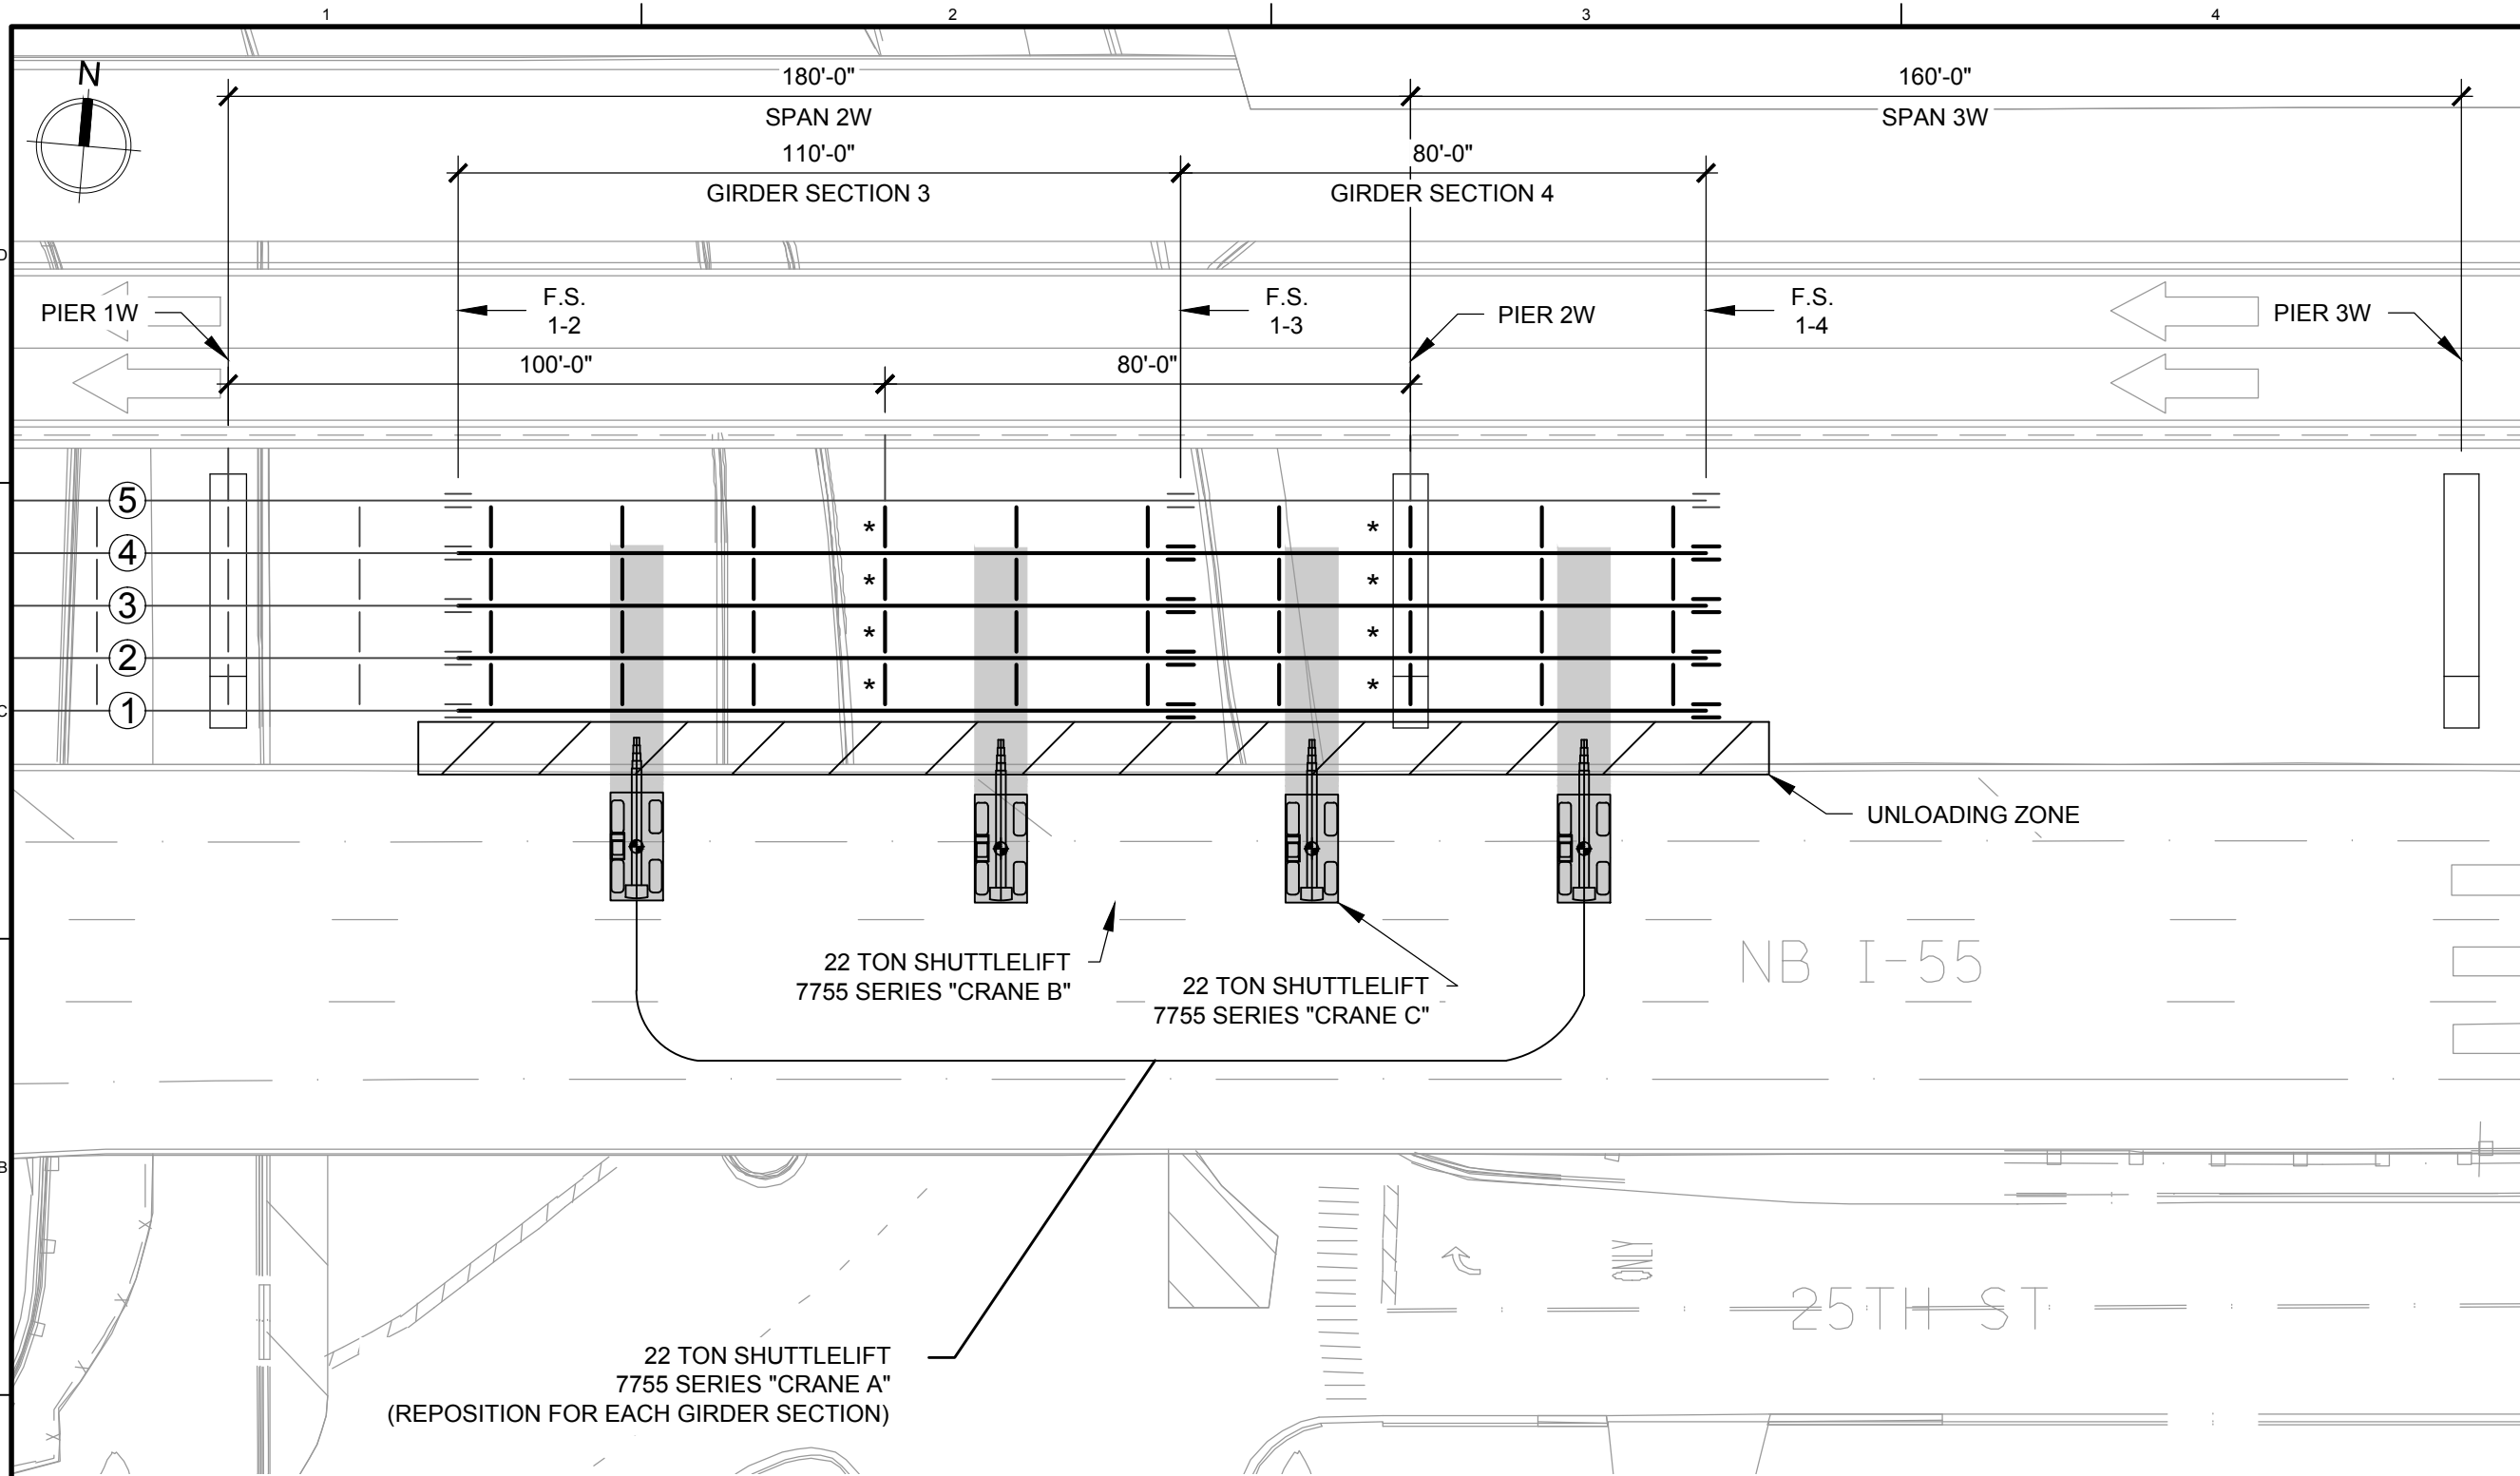 1
2
3
4
N
180'-0"
160'-0"
SPAN 2W
SPAN 3W
110'-0"
80'-0"
GIRDER SECTION 3
GIRDER SECTION 4
D
PIER 1W
F.S.
1-2
F.S.
1-3
PIER 2W
F.S.
1-4
PIER 3W
100'-0"
80'-0"
5
*
*
4
*
*
3
*
*
2
*
*
1
C
UNLOADING ZONE
22 TON SHUTTLELIFT
7755 SERIES "CRANE B"
22 TON SHUTTLELIFT
7755 SERIES "CRANE C"
NB I-55
B
ONLY
25TH ST
22 TON SHUTTLELIFT
7755 SERIES "CRANE A"
(REPOSITION FOR EACH GIRDER SECTION)